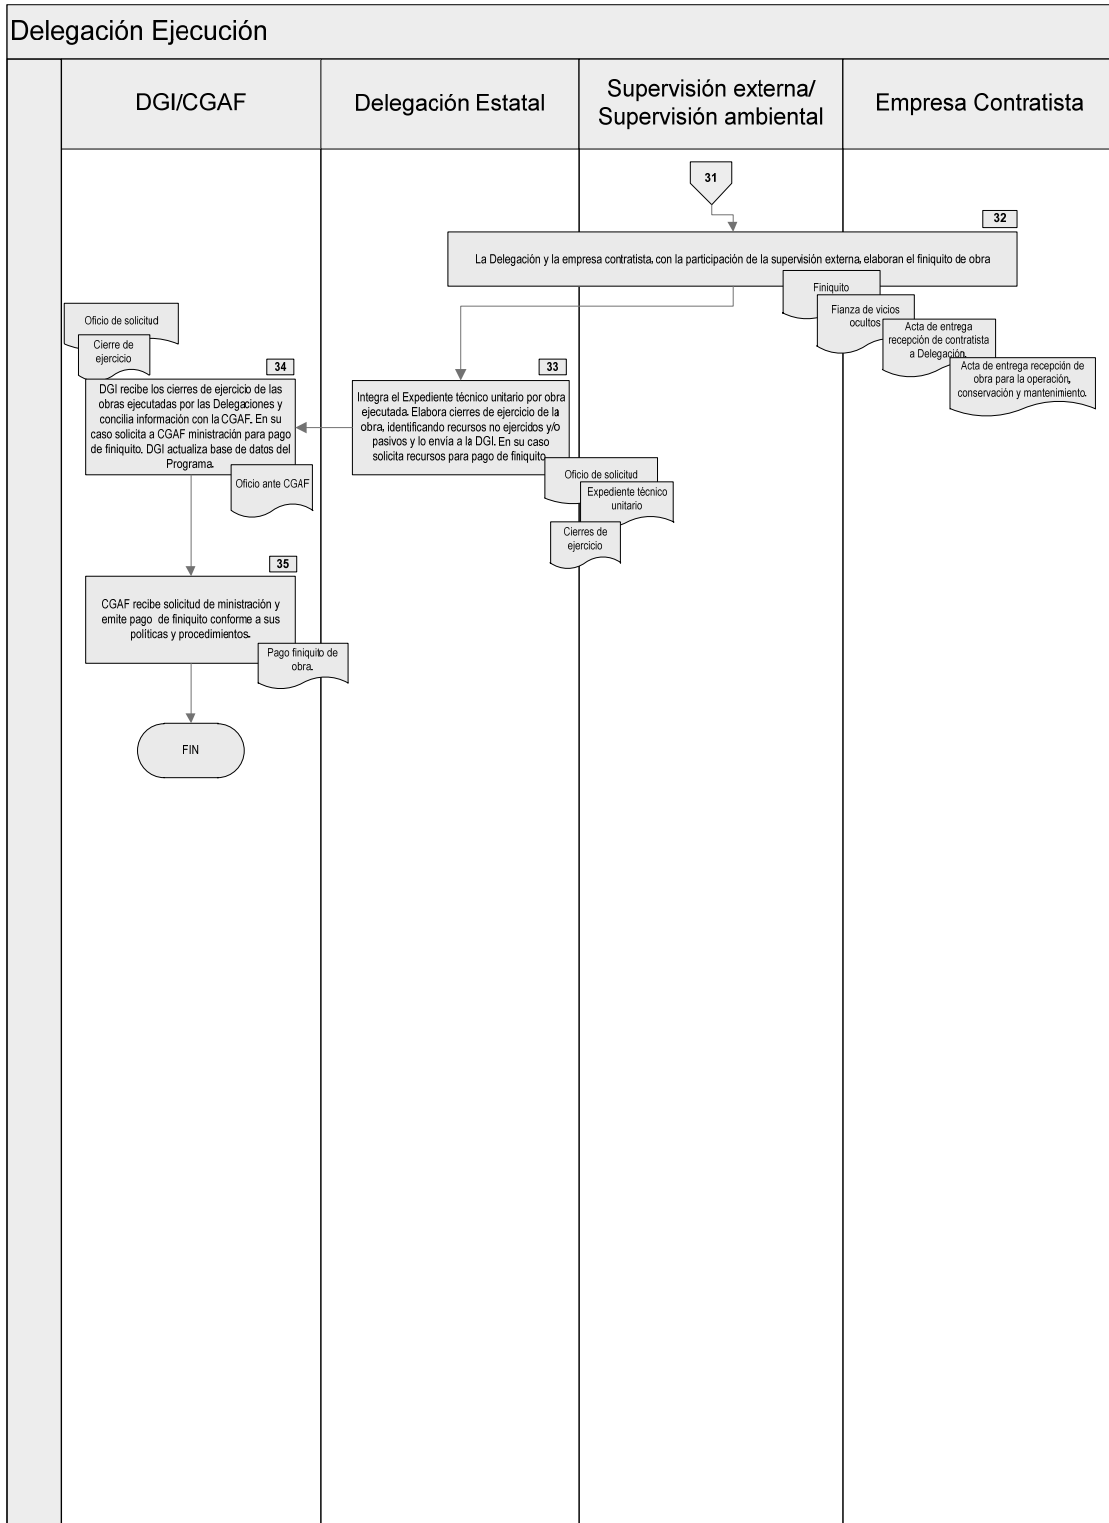 Delegación Ejecución
DGI/CGAF
Delegación Estatal
Supervisión externa/
Supervisión ambiental
Empresa Contratista
31
32
La Delegación y la empresa contratista, con la participación de la supervisión externa, elaboran el finiquito de obra
Finiquito
Fianza de vicios
ocultos
Acta de entrega
recepción de contratista
a Delegación.
Acta de entrega recepción de
obra para la operación,
conservación y mantenimiento.
33
Integra el Expediente técnico unitario por obra
ejecutada. Elabora cierres de ejercicio de la
obra, identificando recursos no ejercidos y/o
pasivos y lo envía a la DGI. En su caso
solicita recursos para pago de finiquito
Oficio de solicitud
Expediente técnico
unitario
Cierres de
ejercicio
Oficio de solicitud
Cierre de
ejercicio
34
DGI recibe los cierres de ejercicio de las
obras ejecutadas por las Delegaciones y
concilia información con la CGAF. En su
caso solicita a CGAF ministración para pago
de finiquito. DGI actualiza base de datos del
Programa.
Oficio ante CGAF
35
CGAF recibe solicitud de ministración y
emite pago de finiquito conforme a sus
políticas y procedimientos.
Pago finiquito de
obra.
FIN